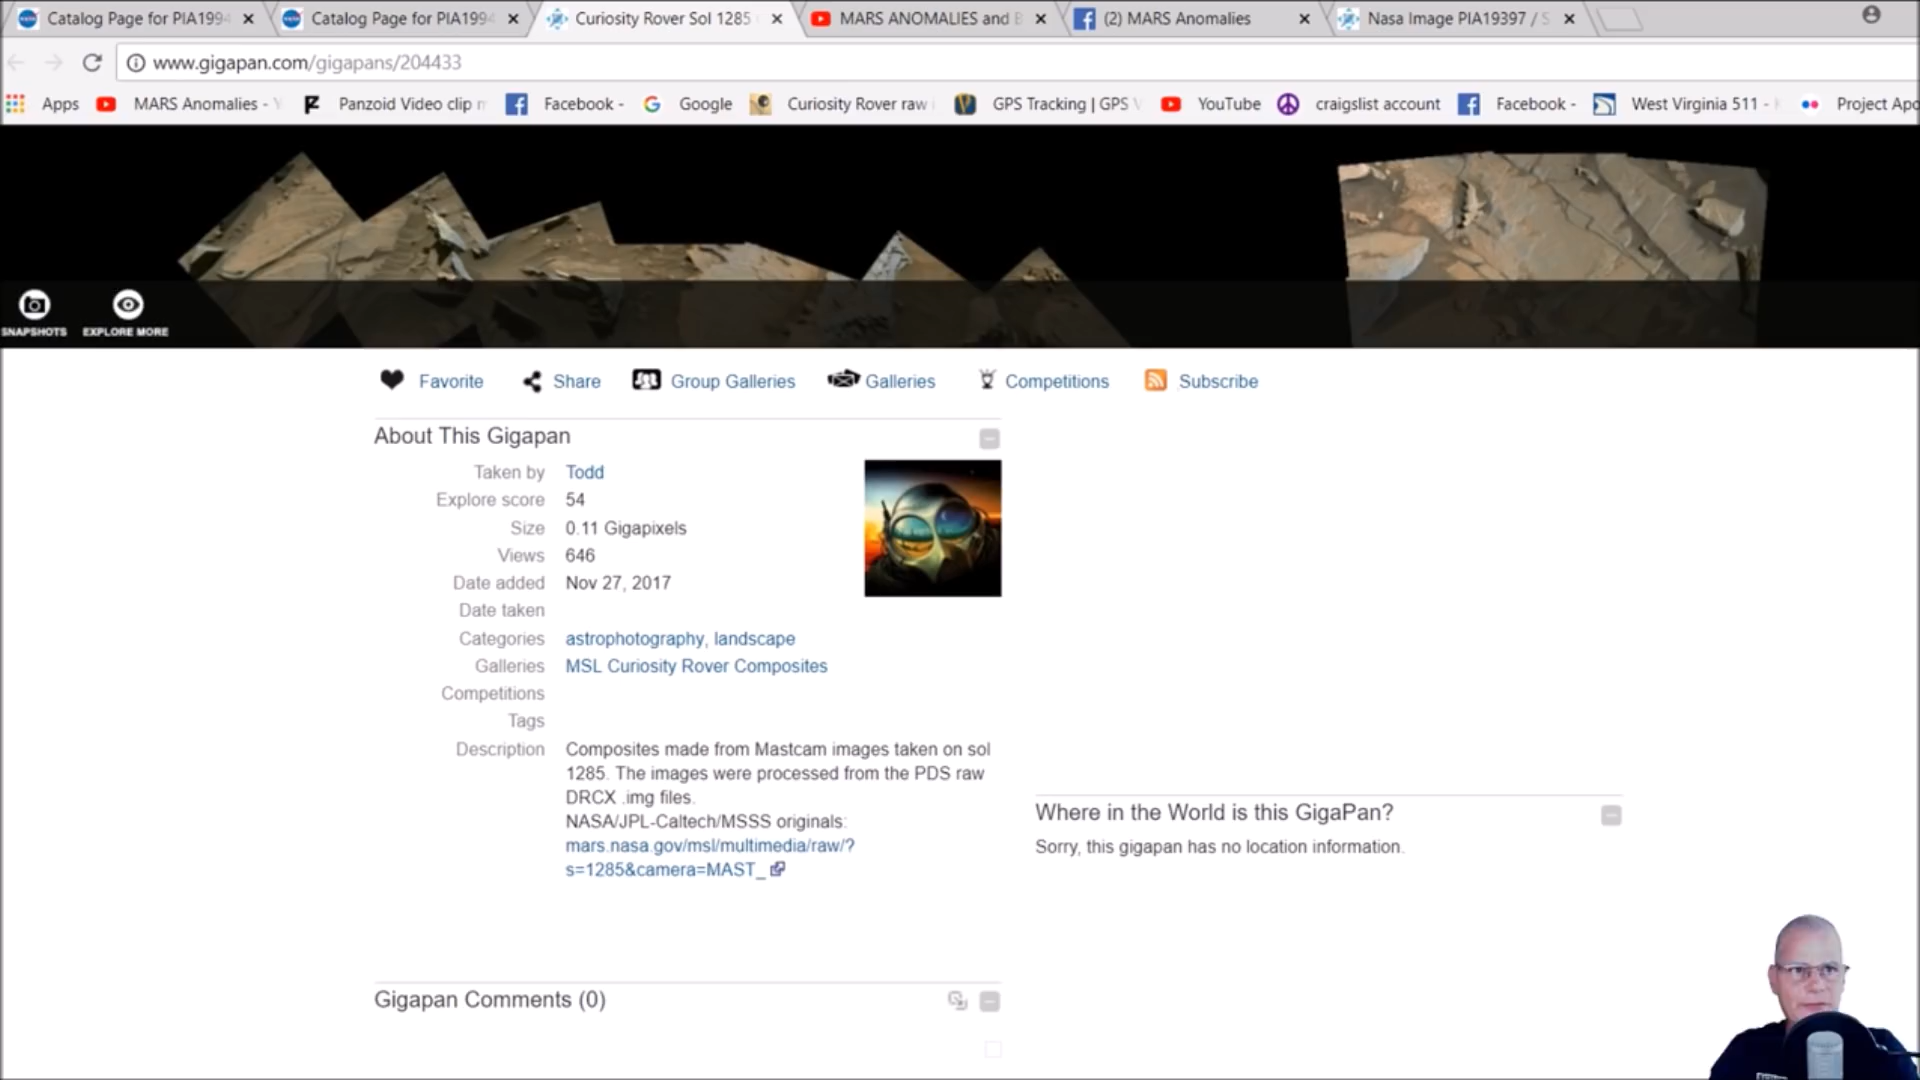 Catalog Page for PIA1994
Catalog Page for PIA1994
Curiosity Rover Sol 1285
MARS ANOMALIES and B
(2) MARS Anomalies
Nasa Image PIA19397 / S
www.gigapan.com/gigapans/204433
Apps
MARS Anomalies - Y
Panzoid Video clip m
Facebook -
Google
Curiosity Rover raw i
GPS Tracking | GPS V
YouTube
craigslist account
Facebook -
West Virginia 511 -
Project Apo
SNAPSHOTS
EXPLORE MORE
Favorite
Share
Group Galleries
Galleries
Competitions
Subscribe
About This Gigapan
Taken by Todd
Explore score 54
Size 0.11 Gigapixels
Views 646
Date added Nov 27, 2017
Date taken
Categories astrophotography, landscape
Galleries MSL Curiosity Rover Composites
Competitions
Tags
Description Composites made from Mastcam images taken on sol
1285. The images were processed from the PDS raw
DRCX .img files.
NASA/JPL-Caltech/MSSS originals:
mars.nasa.gov/msl/multimedia/raw/?
s=1285&camera=MAST_
Where in the World is this GigaPan?
Sorry, this gigapan has no location information.
Gigapan Comments (0)